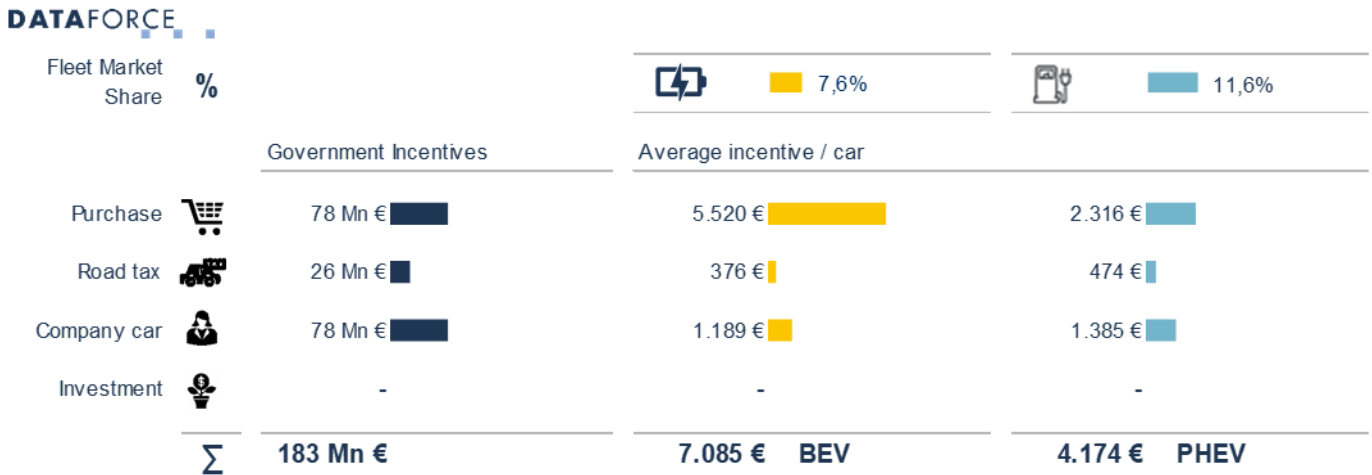 DATAFORCE
Fleet Market
Share
%
7,6%
11,6%
Government Incentives
Average incentive / car
Purchase 78 Mn € 5.520 € 2.316 €
Road tax 26 Mn € 376 € 474 €
Company car 78 Mn € 1.189 € 1.385 €
Investment - - -
Σ 183 Mn € 7.085 € BEV 4.174 € PHEV